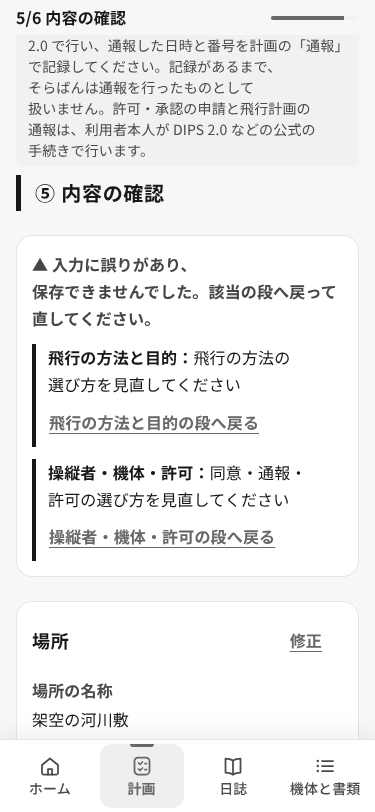 5/6 内容の確認
2.0 で行い、通報した日時と番号を計画の「通報」
で記録してください。記録があるまで、
そらばんは通報を行ったものとして
扱いません。許可・承認の申請と飛行計画の
通報は、利用者本人が DIPS 2.0 などの公式の
手続きで行います。
⑤ 内容の確認
▲ 入力に誤りがあり、
保存できませんでした。該当の段へ戻って
直してください。
飛行の方法と目的：飛行の方法の
選び方を見直してください
飛行の方法と目的の段へ戻る
操縦者・機体・許可：同意・通報・
許可の選び方を見直してください
操縦者・機体・許可の段へ戻る
場所
修正
場所の名称
架空の河川敷
ホーム
計画
日誌
機体と書類